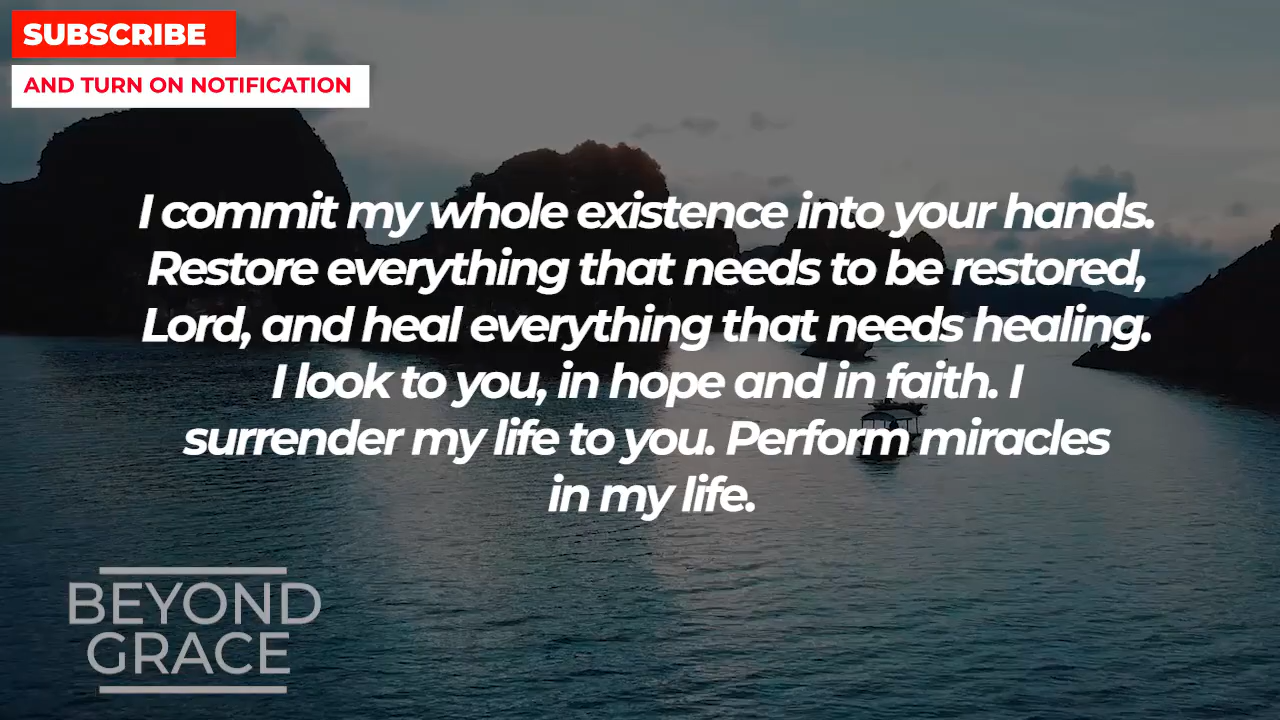 SUBSCRIBE
AND TURN ON NOTIFICATION
I commit my whole existence into your hands.
Restore everything that needs to be restored,
Lord, and heal everything that needs healing.
I look to you, in hope and in faith. I
surrender my life to you. Perform miracles
in my life.
BEYOND
GRACE